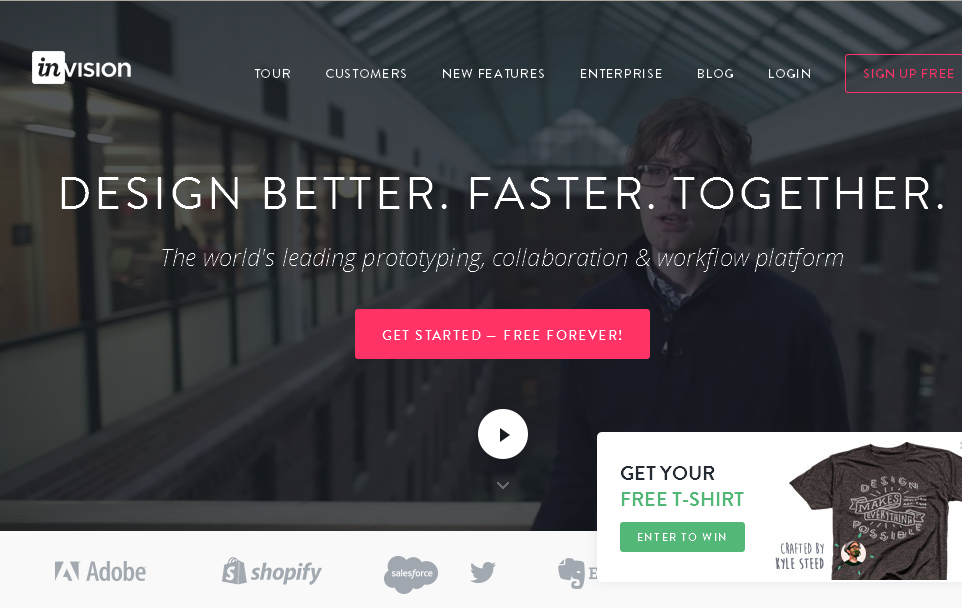 invision
TOUR CUSTOMERS NEW FEATURES ENTERPRISE BLOG LOGIN SIGN UP FREE
DESIGN BETTER. FASTER. TOGETHER.
The world's leading prototyping, collaboration & workflow platform
GET STARTED — FREE FOREVER!
GET YOUR
FREE T-SHIRT
ENTER TO WIN
DESIGN
MAKES
EVERYTHING
POSSIBLE
CRAFTED BY
KYLE STEED
Adobe shopify salesforce E